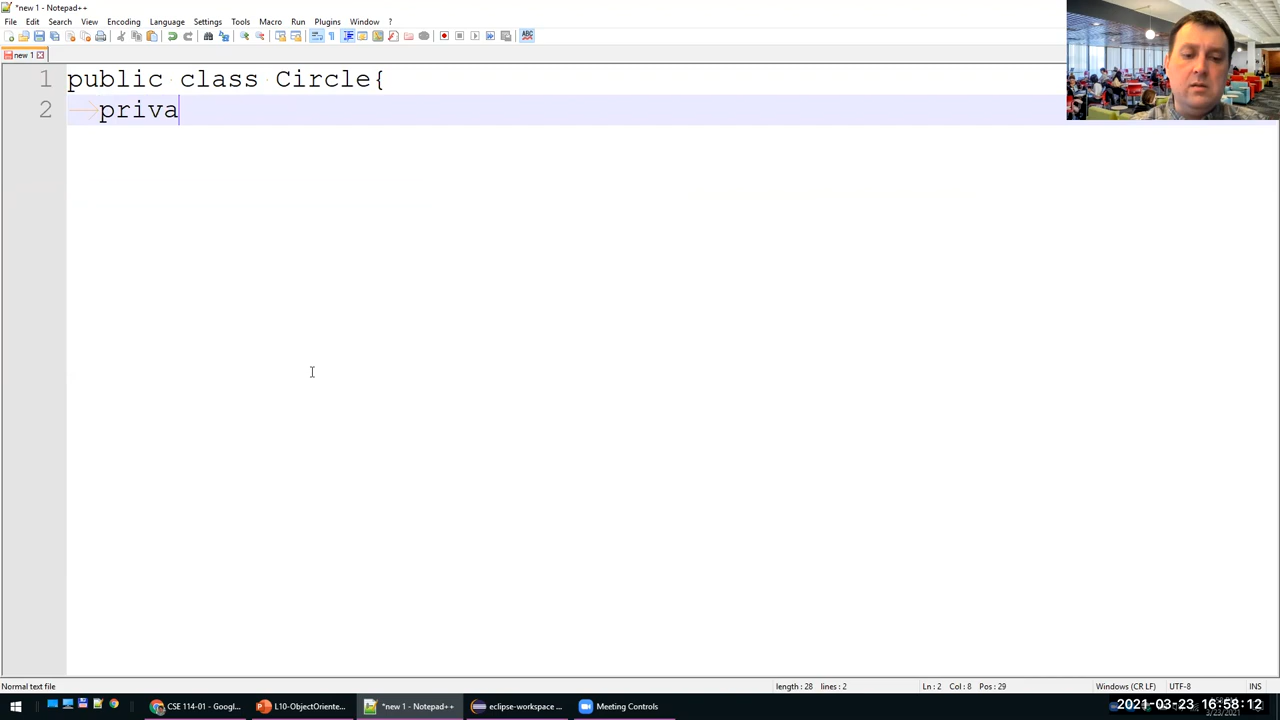 *new 1 - Notepad++
File Edit Search View Encoding Language Settings Tools Macro Run Plugins Window ?
new 1
1 public class Circle{
2 priva
Normal text file length : 28 lines : 2 Ln : 2 Col : 8 Pos : 29 Windows (CR LF) UTF-8 INS
CSE 114-01 - Googl... L10-ObjectOriente... *new 1 - Notepad++ eclipse-workspace ... Meeting Controls
2021-03-23 16:58:12